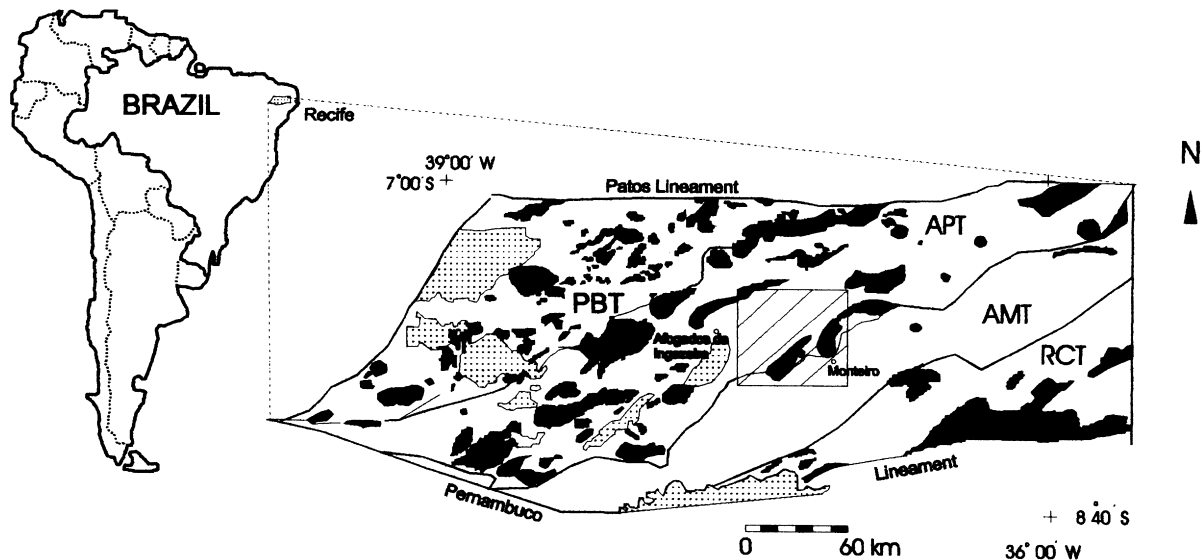 BRAZIL
Recife
N
39°00' W
7°00' S
Patos Lineament
APT
PBT
AMT
Afogados da
Ingazeira
RCT
Monteiro
Lineament
Pernambuco
8°40' S
0 60 km
36°00' W